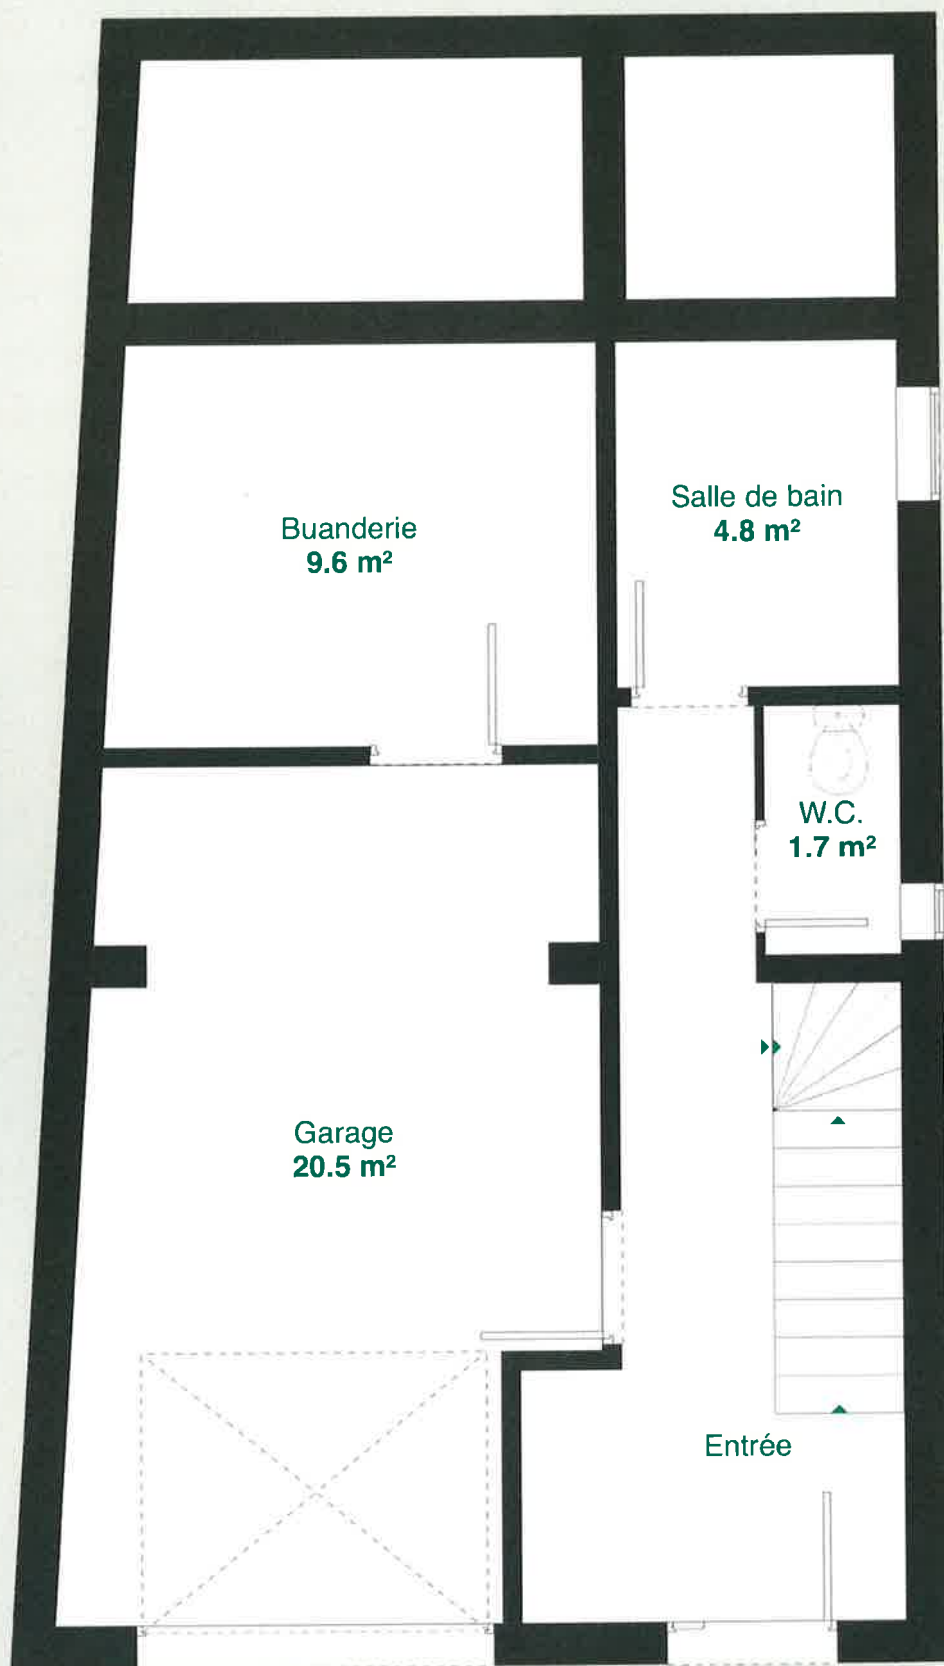 Salle de bain
4.8 m²
Buanderie
9.6 m²
W.C.
1.7 m²
Garage
20.5 m²
Entrée